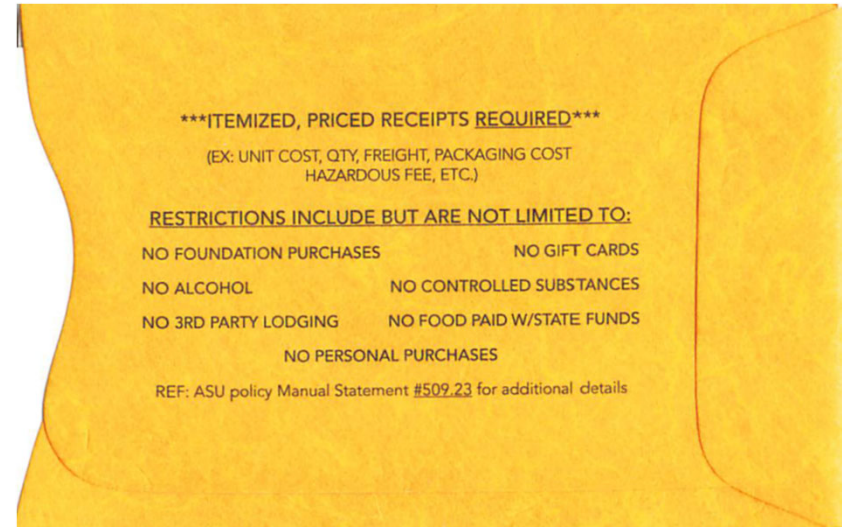 ***ITEMIZED, PRICED RECEIPTS REQUIRED***
(EX: UNIT COST, QTY, FREIGHT, PACKAGING COST
HAZARDOUS FEE, ETC.)
RESTRICTIONS INCLUDE BUT ARE NOT LIMITED TO:
NO FOUNDATION PURCHASES NO GIFT CARDS
NO ALCOHOL NO CONTROLLED SUBSTANCES
NO 3RD PARTY LODGING NO FOOD PAID W/STATE FUNDS
NO PERSONAL PURCHASES
REF: ASU policy Manual Statement #509.23 for additional details